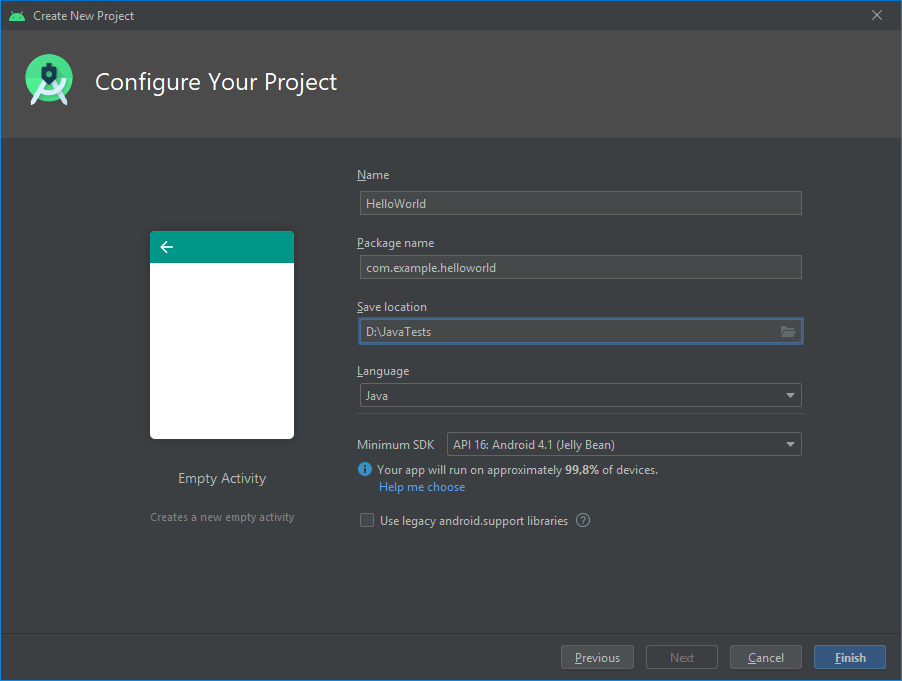 Create New Project
Configure Your Project
Name
HelloWorld
Package name
com.example.helloworld
Save location
D:\JavaTests
Language
Java
Minimum SDK API 16: Android 4.1 (Jelly Bean)
Your app will run on approximately 99,8% of devices.
Help me choose
Use legacy android.support libraries ?
Empty Activity
Creates a new empty activity
Previous Next Cancel Finish